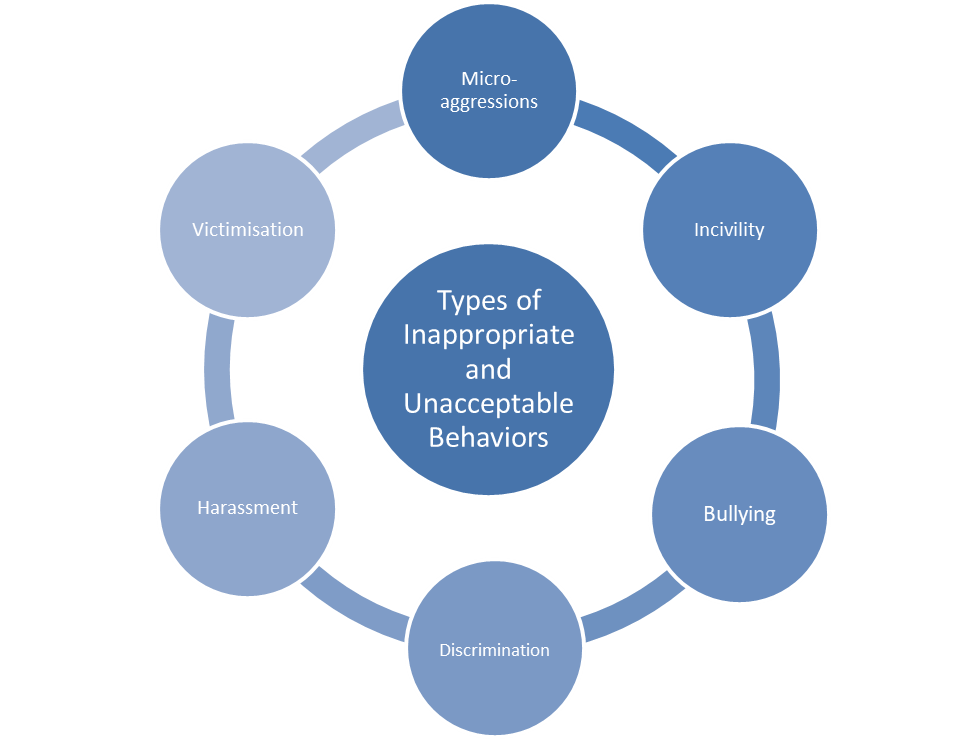 Micro-
aggressions
Incivility
Bullying
Discrimination
Harassment
Victimisation
Types of
Inappropriate
and
Unacceptable
Behaviors